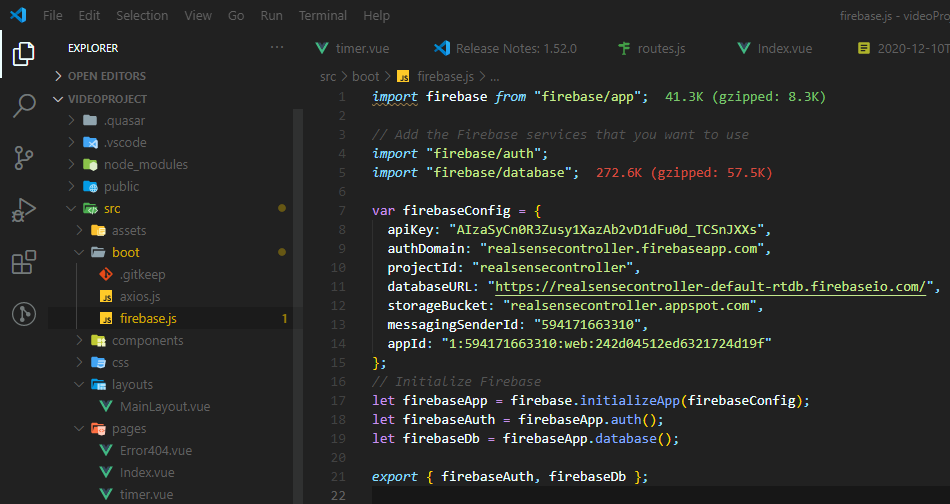 File Edit Selection View Go Run Terminal Help firebase.js - videoPro
EXPLORER ···
timer.vue Release Notes: 1.52.0 routes.js Index.vue 2020-12-10T
OPEN EDITORS
VIDEOPROJECT
.quasar
.vscode
node_modules
public
src
assets
boot
.gitkeep
axios.js
firebase.js 1
components
css
layouts
MainLayout.vue
pages
Error404.vue
Index.vue
timer.vue
src > boot > JS firebase.js > ...
1 import firebase from "firebase/app"; 41.3K (gzipped: 8.3K)
2
3 // Add the Firebase services that you want to use
4 import "firebase/auth";
5 import "firebase/database"; 272.6K (gzipped: 57.5K)
6
7 var firebaseConfig = {
8 apiKey: "AIzaSyCn0R3Zusy1XazAb2vD1dFu0d_TCSnJXXs",
9 authDomain: "realsensecontroller.firebaseapp.com",
10 projectId: "realsensecontroller",
11 databaseURL: "https://realsensecontroller-default-rtdb.firebaseio.com/",
12 storageBucket: "realsensecontroller.appspot.com",
13 messagingSenderId: "594171663310",
14 appId: "1:594171663310:web:242d04512ed6321724d19f"
15 };
16 // Initialize Firebase
17 let firebaseApp = firebase.initializeApp(firebaseConfig);
18 let firebaseAuth = firebaseApp.auth();
19 let firebaseDb = firebaseApp.database();
20
21 export { firebaseAuth, firebaseDb };
22